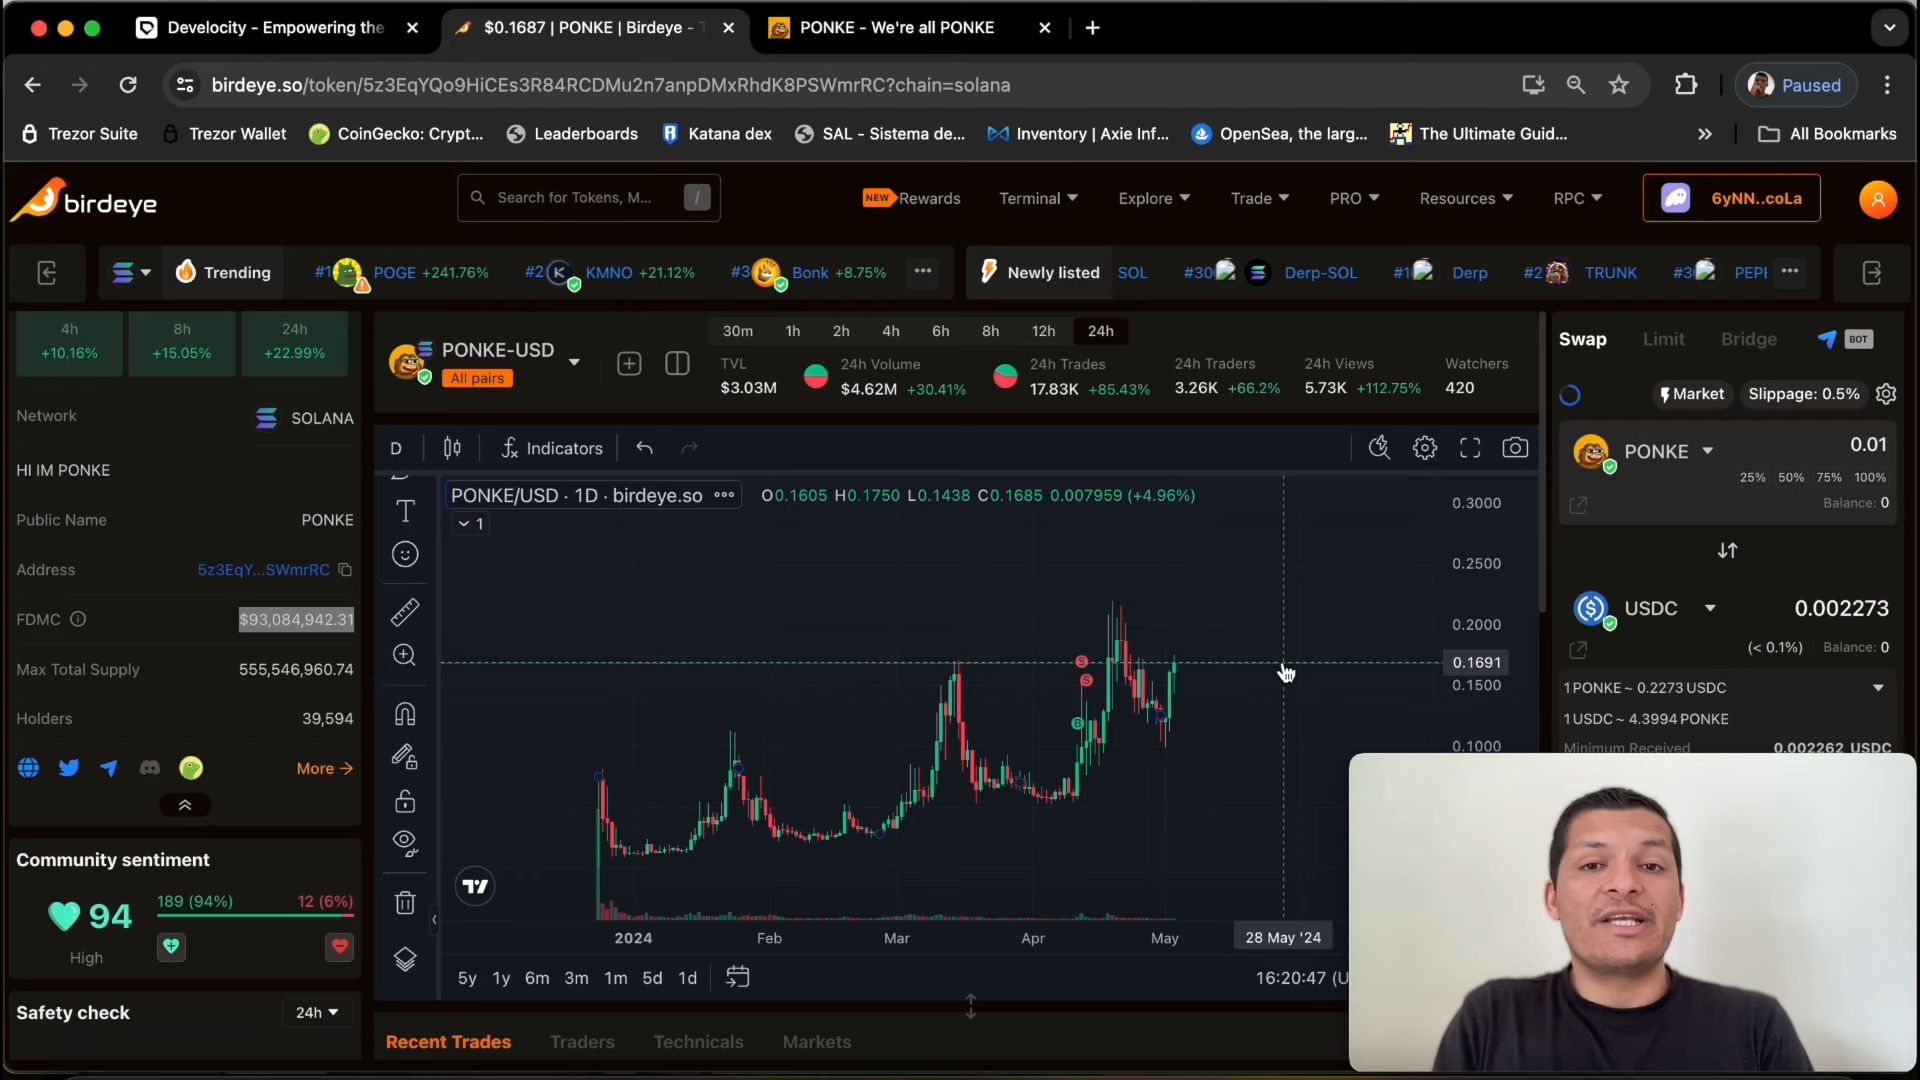 Develocity - Empowering the
$0.1687 | PONKE | Birdeye -
PONKE - We're all PONKE
birdeye.so/token/5z3EqYQo9HiCEs3R84RCDMu2n7anpDMxRhdK8PSWmrRC?chain=solana
Paused
Trezor Suite
Trezor Wallet
CoinGecko: Crypt...
Leaderboards
Katana dex
SAL - Sistema de...
Inventory | Axie Inf...
OpenSea, the larg...
The Ultimate Guid...
All Bookmarks
birdeye
Search for Tokens, M...
/
NEW Rewards
Terminal
Explore
Trade
PRO
Resources
RPC
6yNN..coLa
Trending
#1 POGE +241.76%
#2 KMNO +21.12%
#3 Bonk +8.75%
Newly listed
SOL
#30 Derp-SOL
#1 Derp
#2 TRUNK
#3 PEPE
4h
+10.16%
8h
+15.05%
24h
+22.99%
Network
SOLANA
HI IM PONKE
Public Name
PONKE
Address
5z3EqY...SWmrRC
FDMC
$93,084,942.31
Max Total Supply
555,546,960.74
Holders
39,594
More
Community sentiment
94
High
189 (94%)
12 (6%)
Safety check
24h
PONKE-USD
All pairs
30m
1h
2h
4h
6h
8h
12h
24h
TVL
$3.03M
24h Volume
$4.62M +30.41%
24h Trades
17.83K +85.43%
24h Traders
3.26K +66.2%
24h Views
5.73K +112.75%
Watchers
420
D
Indicators
PONKE/USD · 1D · birdeye.so
O0.1605 H0.1750 L0.1438 C0.1685 0.007959 (+4.96%)
1
T
S
S
B
0.3000
0.2500
0.2000
0.1691
0.1500
0.1000
2024
Feb
Mar
Apr
May
28 May '24
5y
1y
6m
3m
1m
5d
1d
16:20:47 (U
Recent Trades
Traders
Technicals
Markets
Swap
Limit
Bridge
BOT
Market
Slippage: 0.5%
PONKE
0.01
25%
50%
75%
100%
Balance: 0
USDC
0.002273
(< 0.1%)
Balance: 0
1 PONKE ~ 0.2273 USDC
1 USDC ~ 4.3994 PONKE
Minimum Received
0.002262 USDC